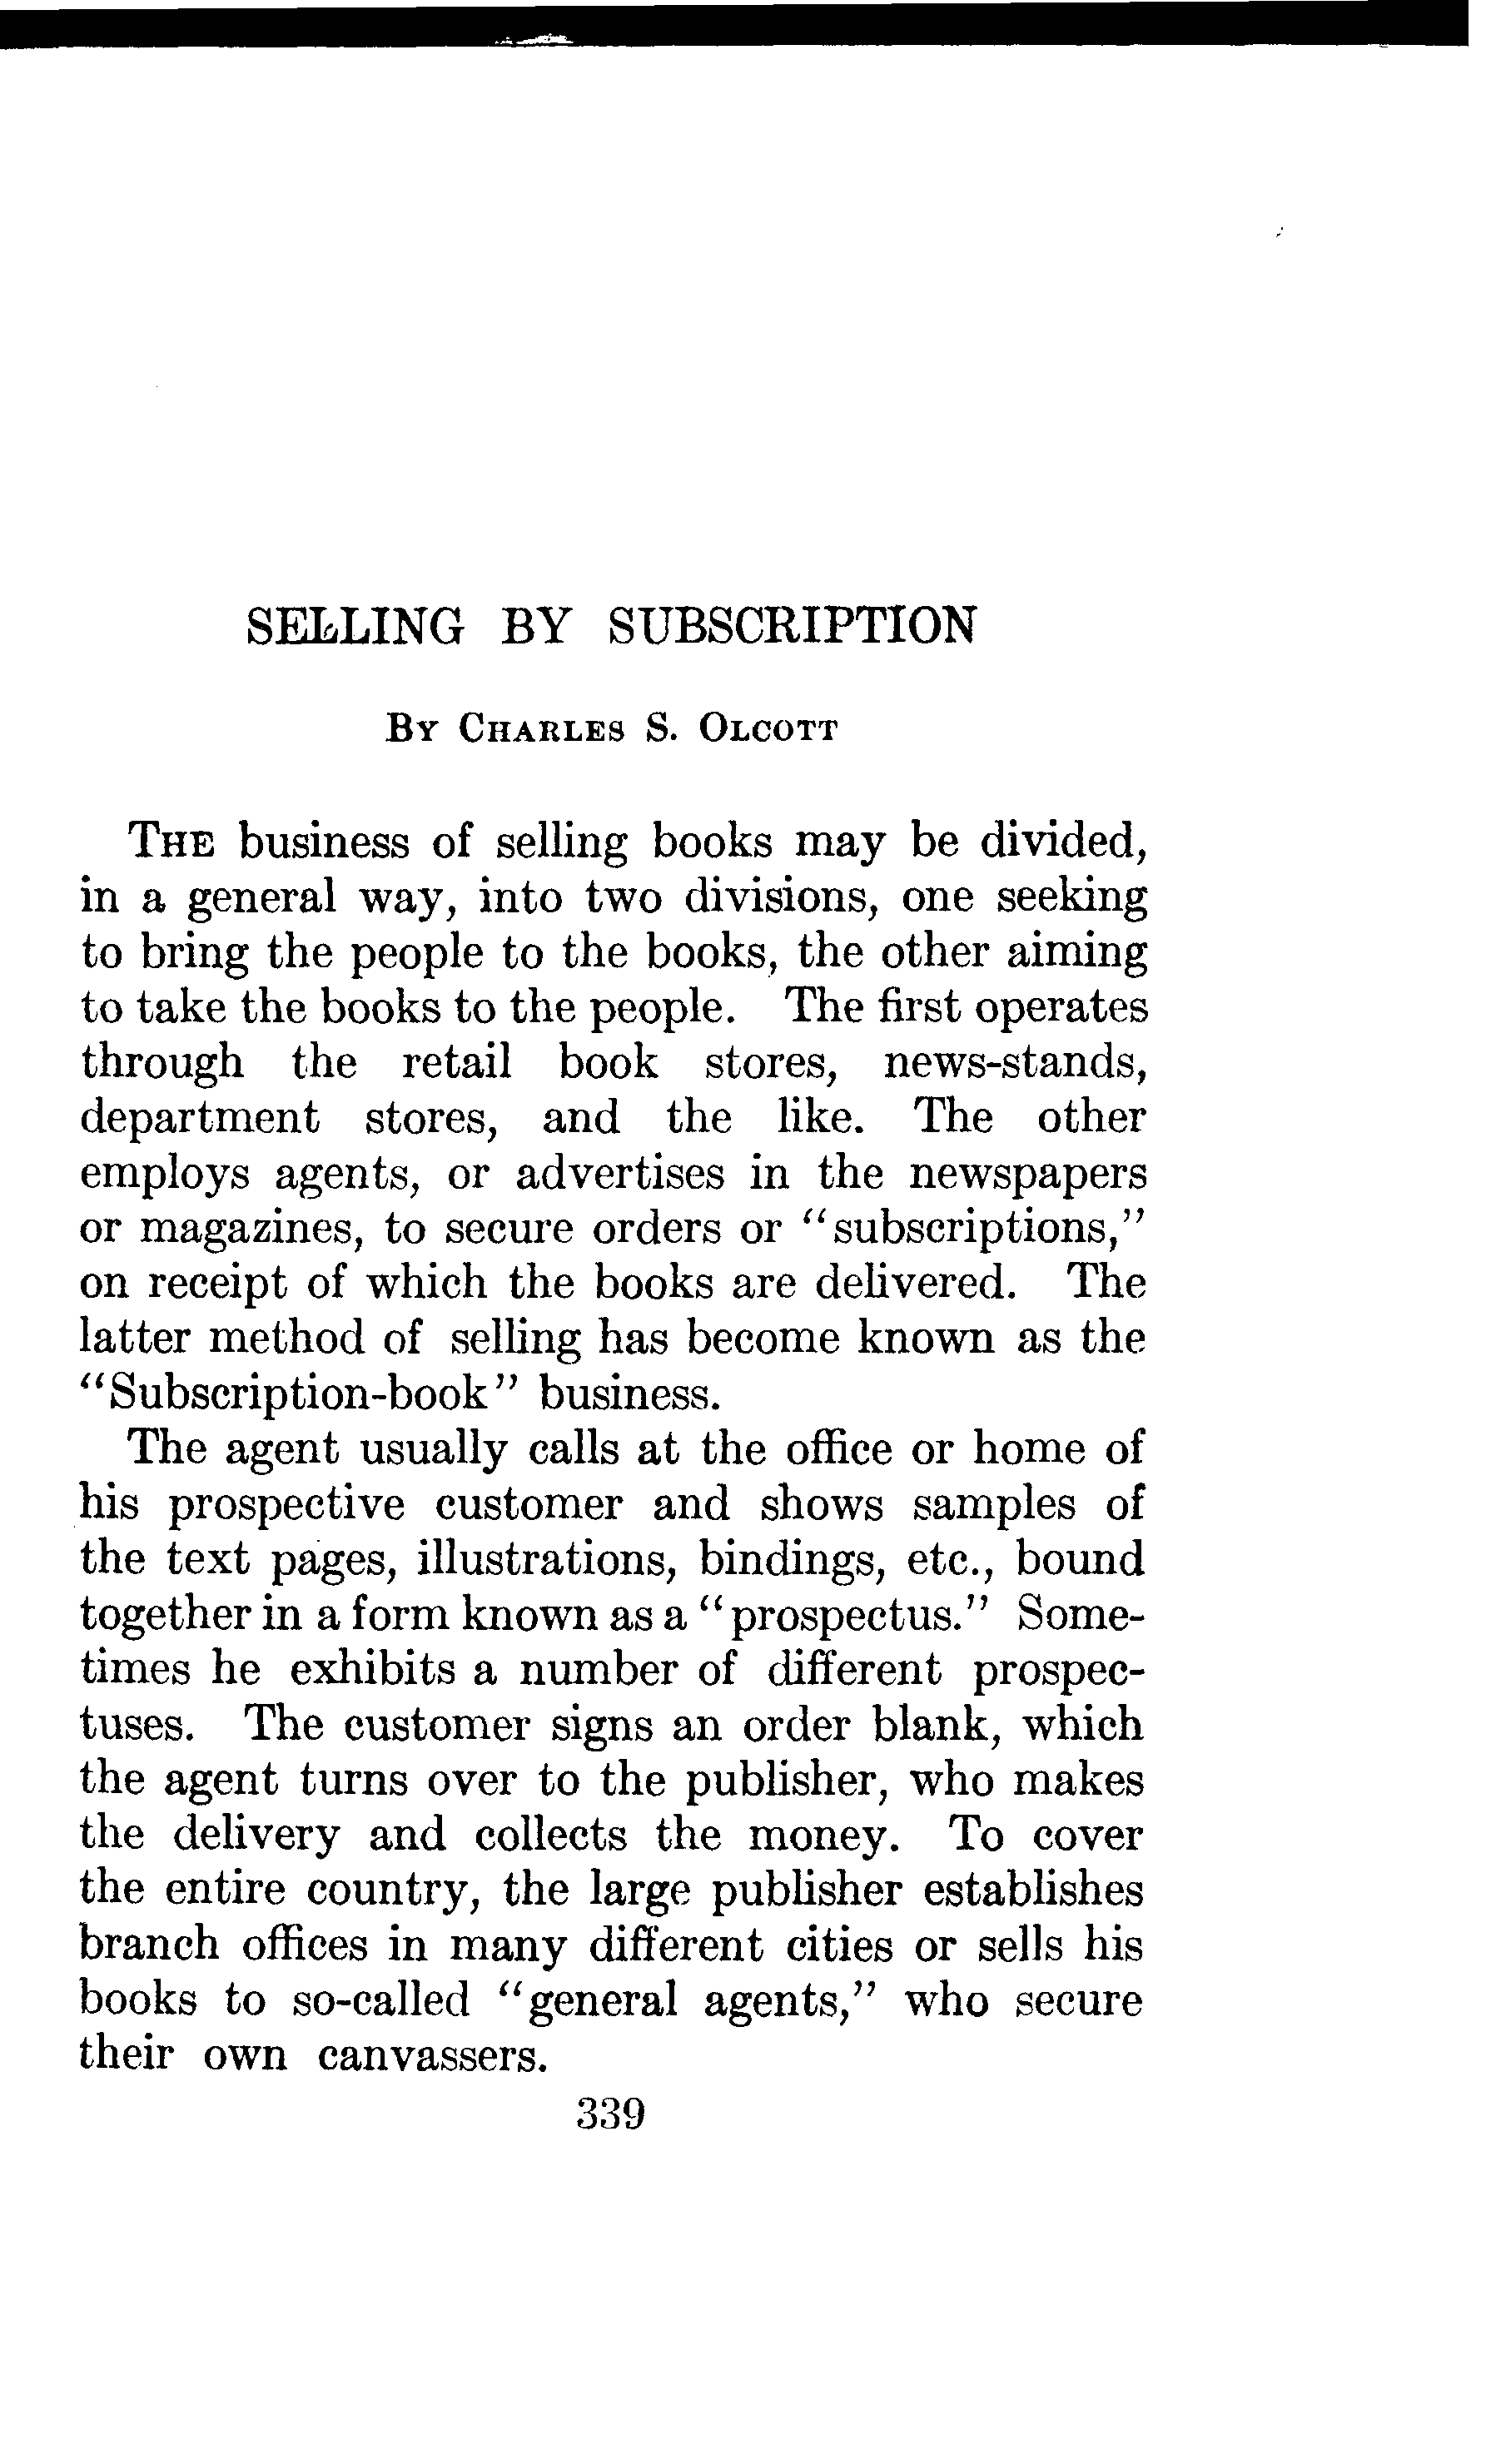 SELLING BY SUBSCRIPTION
By Charles S. Olcott
The business of selling books may be divided,
in a general way, into two divisions, one seeking
to bring the people to the books, the other aiming
to take the books to the people. The first operates
through the retail book stores, news-stands,
department stores, and the like. The other
employs agents, or advertises in the newspapers
or magazines, to secure orders or “subscriptions,”
on receipt of which the books are delivered. The
latter method of selling has become known as the
“Subscription-book” business.
The agent usually calls at the office or home of
his prospective customer and shows samples of
the text pages, illustrations, bindings, etc., bound
together in a form known as a “prospectus.” Some-
times he exhibits a number of different prospec-
tuses. The customer signs an order blank, which
the agent turns over to the publisher, who makes
the delivery and collects the money. To cover
the entire country, the large publisher establishes
branch offices in many different cities or sells his
books to so-called “general agents,” who secure
their own canvassers.
339